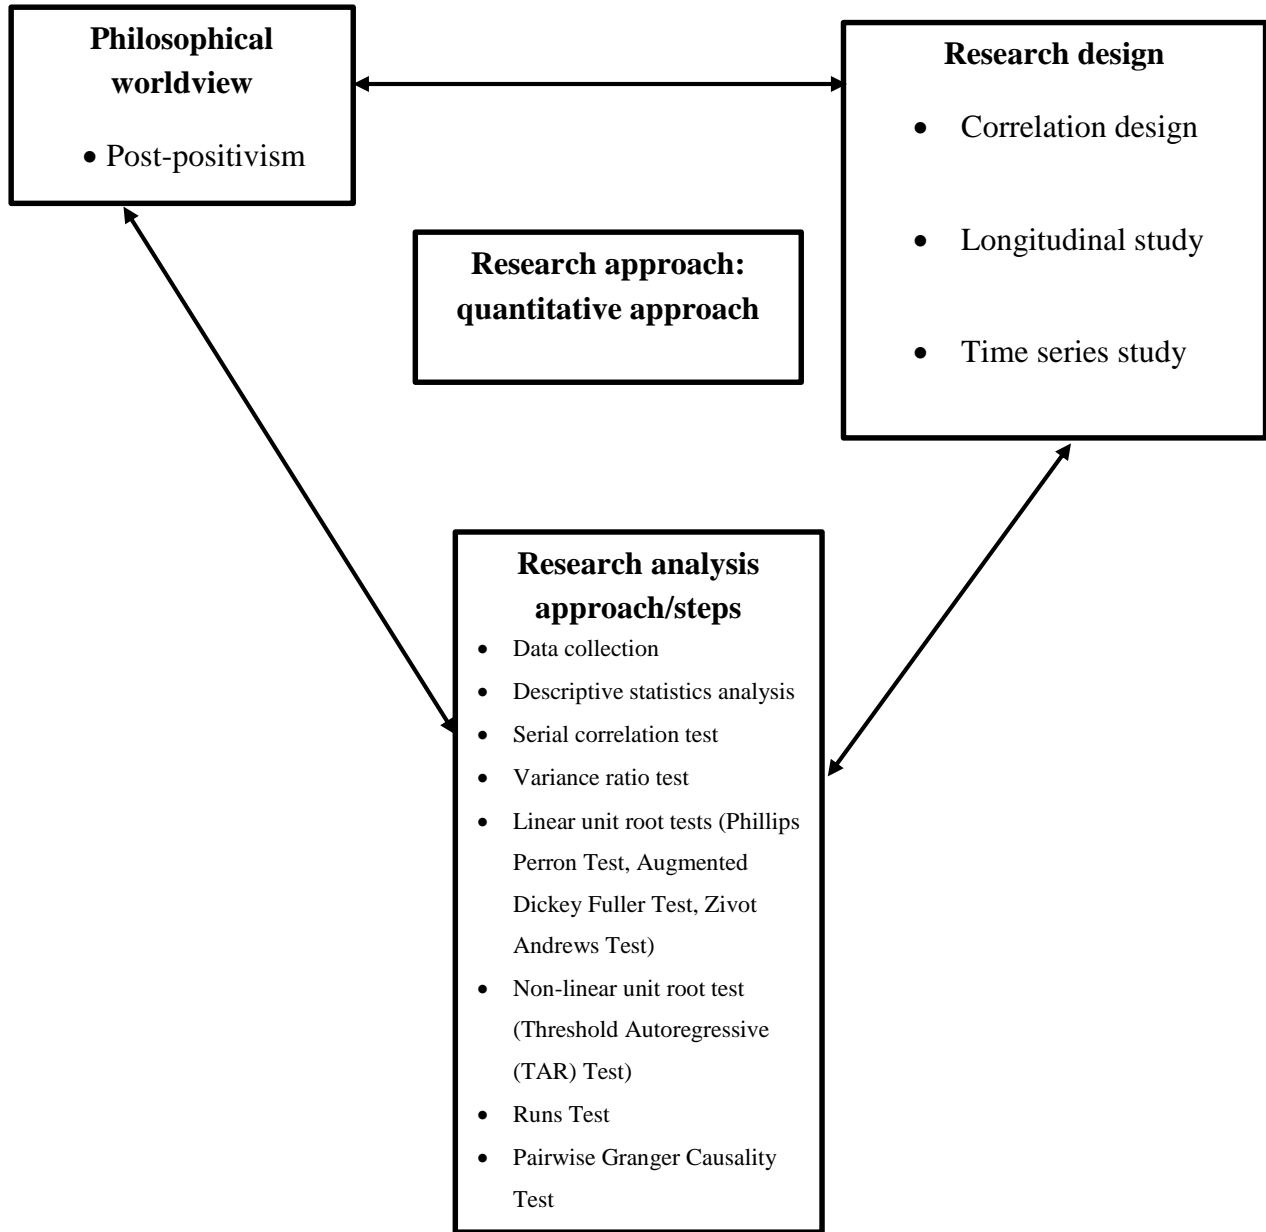 Philosophical
worldview
• Post-positivism
Research design
• Correlation design
• Longitudinal study
• Time series study
Research approach:
quantitative approach
Research analysis
approach/steps
• Data collection
• Descriptive statistics analysis
• Serial correlation test
• Variance ratio test
• Linear unit root tests (Phillips
Perron Test, Augmented
Dickey Fuller Test, Zivot
Andrews Test)
• Non-linear unit root test
(Threshold Autoregressive
(TAR) Test)
• Runs Test
• Pairwise Granger Causality
Test